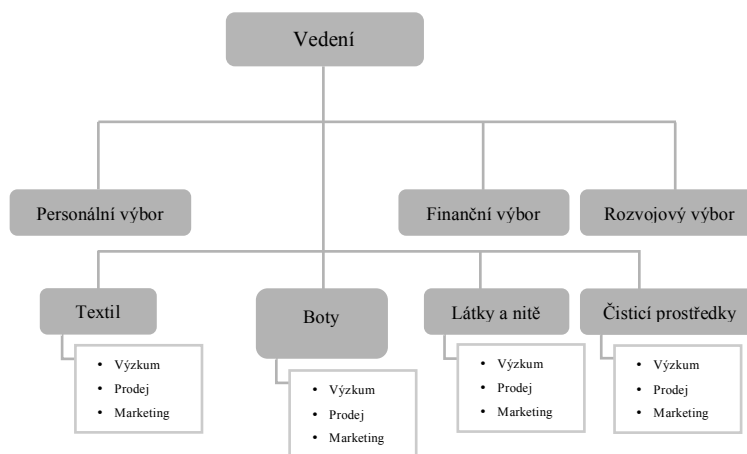 Vedení
Personální výbor
Finanční výbor
Rozvojový výbor
Textil
Boty
Látky a nitě
Čisticí prostředky
• Výzkum
• Prodej
• Marketing
• Výzkum
• Prodej
• Marketing
• Výzkum
• Prodej
• Marketing
• Výzkum
• Prodej
• Marketing